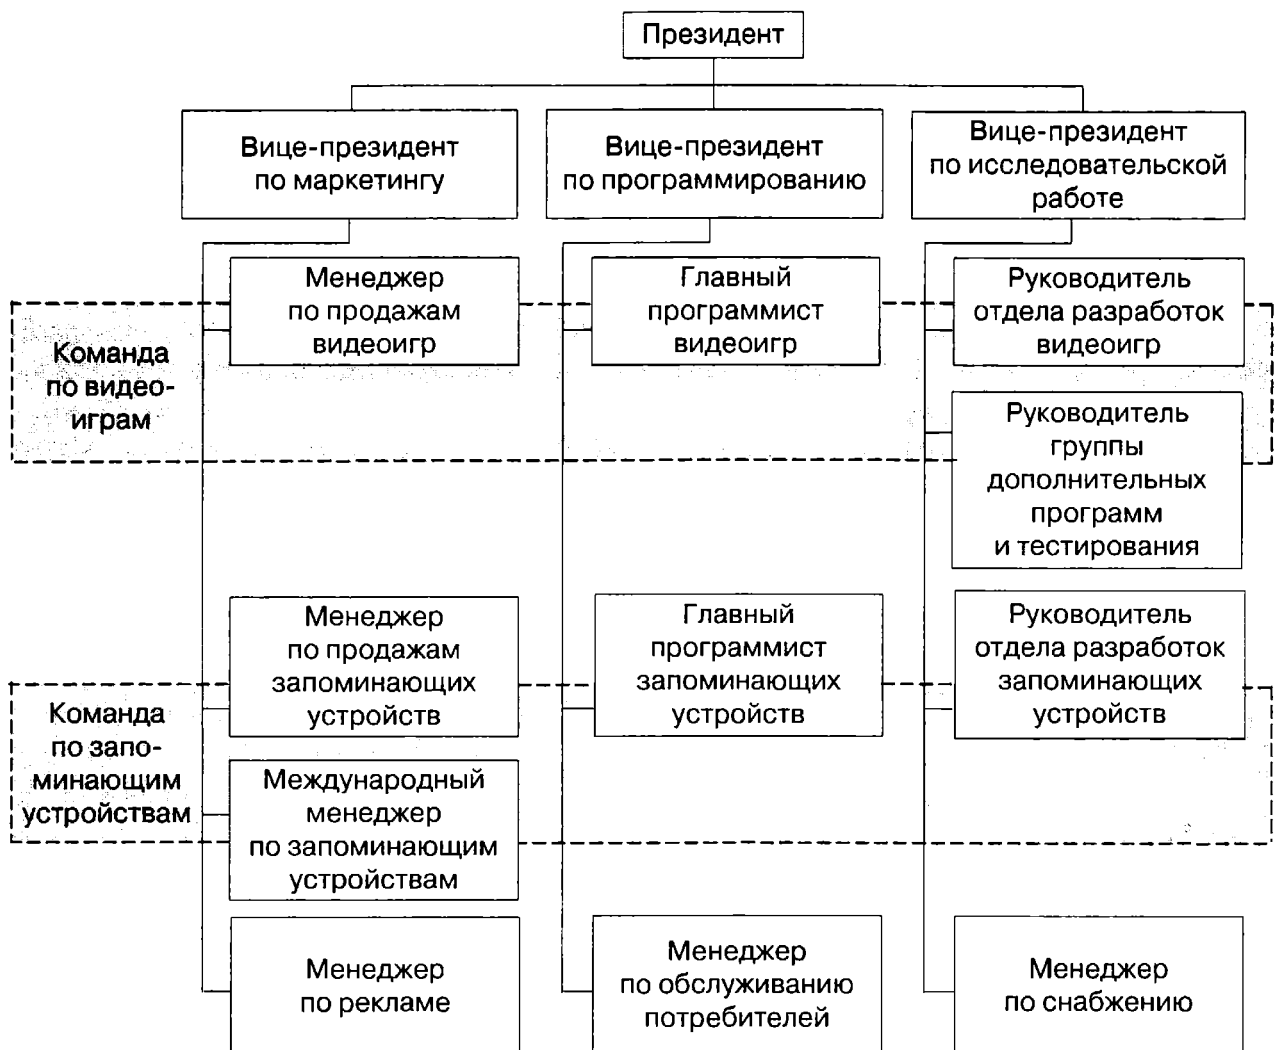 Президент
Вице-президент
по маркетингу
Вице-президент
по программированию
Вице-президент
по исследовательской
работе
Менеджер
по продажам
видеоигр
Главный
программист
видеоигр
Руководитель
отдела разработок
видеоигр
Команда
по видео-
играм
Руководитель
группы
дополнительных
программ
и тестирования
Менеджер
по продажам
запоминающих
устройств
Главный
программист
запоминающих
устройств
Руководитель
отдела разработок
запоминающих
устройств
Команда
по запо-
минающим
устройствам
Международный
менеджер
по запоминающим
устройствам
Менеджер
по рекламе
Менеджер
по обслуживанию
потребителей
Менеджер
по снабжению